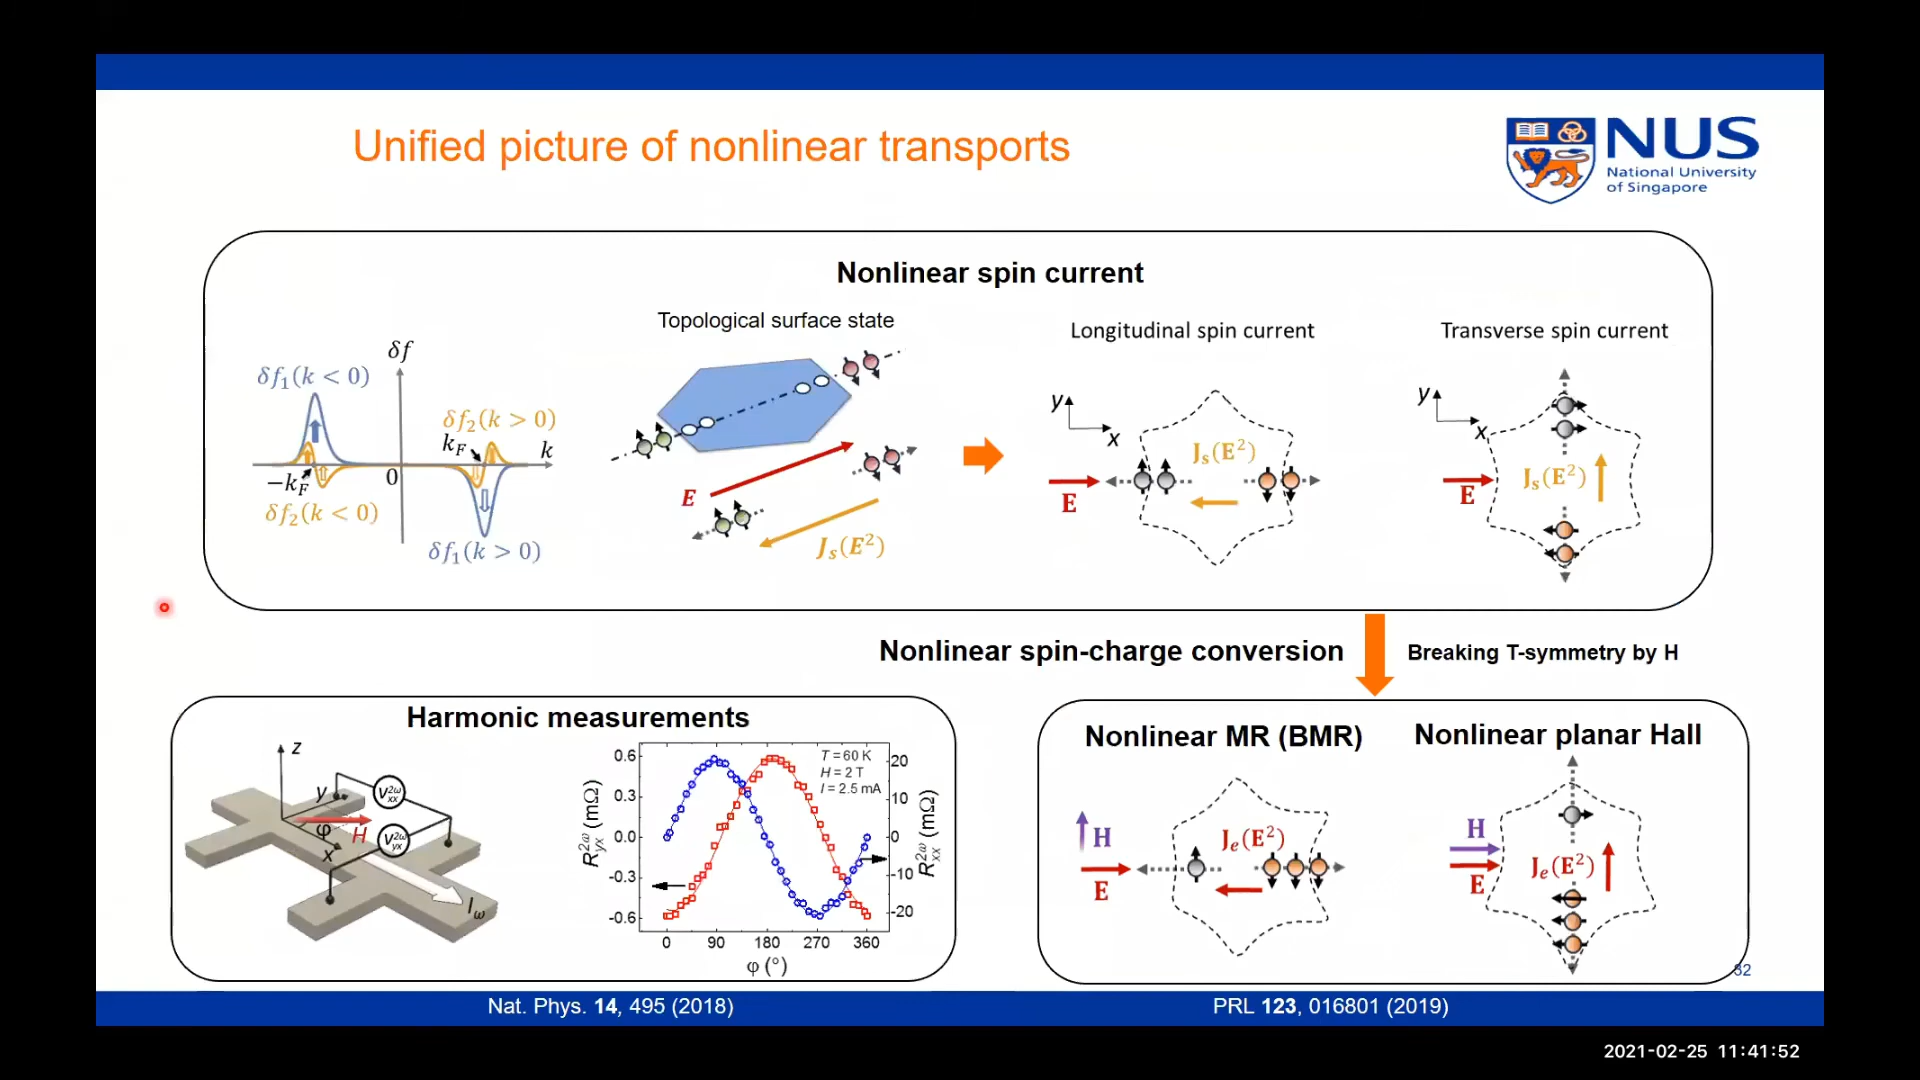 Unified picture of nonlinear transports
NUS
National University
of Singapore
Nonlinear spin current
δf
δf₁(k < 0)
δf₂(k > 0)
k_F
k
0
−k_F
δf₂(k < 0)
δf₁(k > 0)
Topological surface state
E
J_s(E²)
Longitudinal spin current
y
x
J_s(E²)
E
Transverse spin current
y
x
J_s(E²)
E
Nonlinear spin-charge conversion
Breaking T-symmetry by H
Harmonic measurements
z
y
V_xx^2ω
φ
H
V_yx^2ω
x
I_ω
R_yx^2ω (mΩ)
0.6
0.3
0.0
-0.3
-0.6
T = 60 K
H = 2 T
I = 2.5 mA
20
10
0
-10
-20
R_xx^2ω (mΩ)
0 90 180 270 360
φ (°)
Nonlinear MR (BMR)
H
E
J_e(E²)
Nonlinear planar Hall
H
E
J_e(E²)
32
Nat. Phys. 14, 495 (2018)
PRL 123, 016801 (2019)
2021-02-25 11:41:52